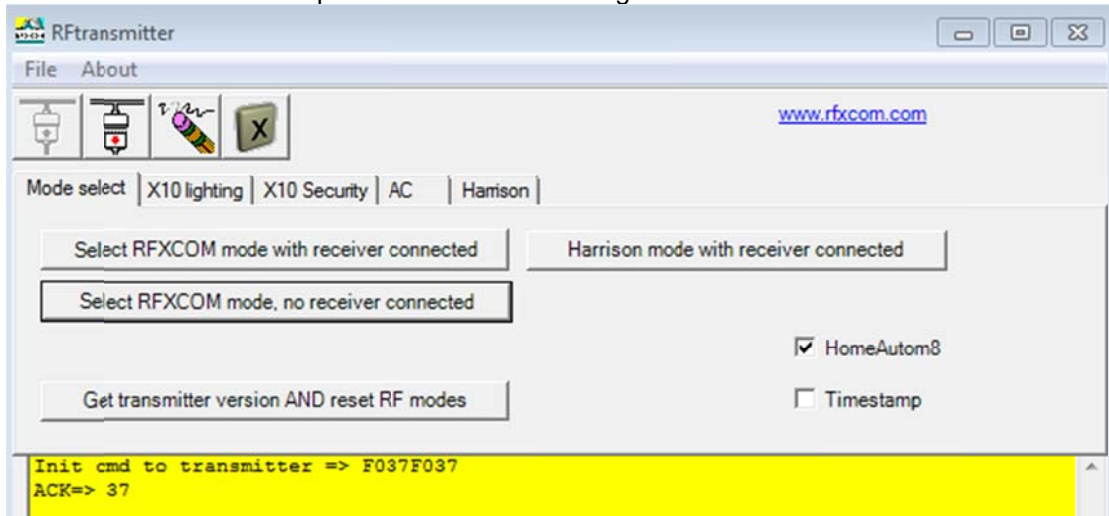 RFtransmitter
File About
www.rfxcom.com
Mode select X10 lighting X10 Security AC Harrison
Select RFXCOM mode with receiver connected Harrison mode with receiver connected
Select RFXCOM mode, no receiver connected
HomeAutom8
Get transmitter version AND reset RF modes Timestamp
Init cmd to transmitter => F037F037
ACK=> 37